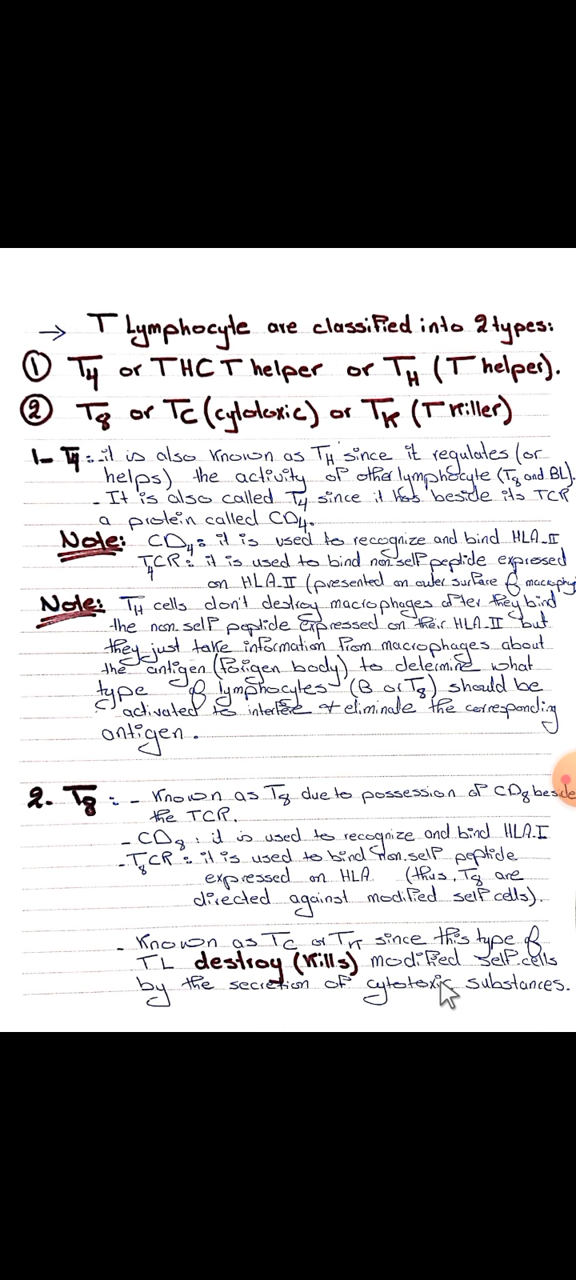 → T Lymphocyte are classified into 2 types:
① T4 or THC T helper or TH (T helper).
② T8 or TC (cytotoxic) or TK (T Killer)
1- T4: it is also known as TH since it regulates (or
helps) the activity of other lymphocyte (T8 and BL).
- It is also called T4 since it has beside its TCR
a protein called CD4.
Note: CD4: it is used to recognize and bind HLA-II
T4CR: it is used to bind non self peptide expressed
on HLA-II (presented on outer surface of macrophag
Note: TH cells don't destroy macrophages after they bind
the non self peptide expressed on their HLA-II but
they just take information from macrophages about
the antigen (forigen body) to determine what
type of lymphocytes (B or T8) should be
activated to interfere & eliminate the corresponding
antigen.
2. T8: - Known as T8 due to possession of CD8 beside
the TCR.
- CD8: it is used to recognize and bind HLA-I
- T8CR: it is used to bind non.self peptide
expressed on HLA (thus, T8 are
directed against modified self cells).
- Known as TC or TK since this type of
TL destroy (Kills) modified self.cells
by the secretion of cytotoxic substances.